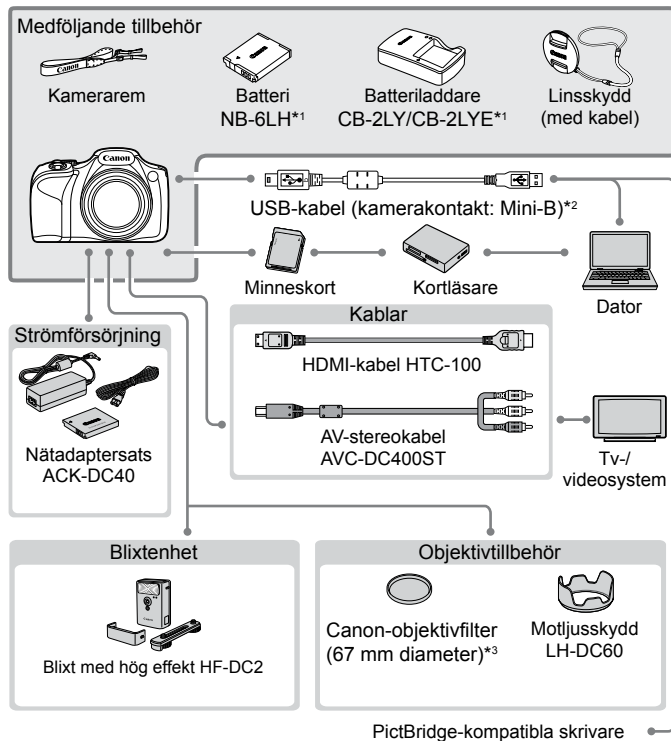 Medföljande tillbehör
Canon
Kamerarem
Batteri
NB-6LH*1
Batteriladdare
CB-2LY/CB-2LYE*1
Linsskydd
(med kabel)
Canon
USB-kabel (kamerakontakt: Mini-B)*2
Minneskort
Kortläsare
Dator
Strömförsörjning
Nätadaptersats
ACK-DC40
Kablar
HDMI-kabel HTC-100
AV-stereokabel
AVC-DC400ST
Tv-/
videosystem
Blixtenhet
Blixt med hög effekt HF-DC2
Objektivtillbehör
Canon-objektivfilter
(67 mm diameter)*3
Motljusskydd
LH-DC60
PictBridge-kompatibla skrivare